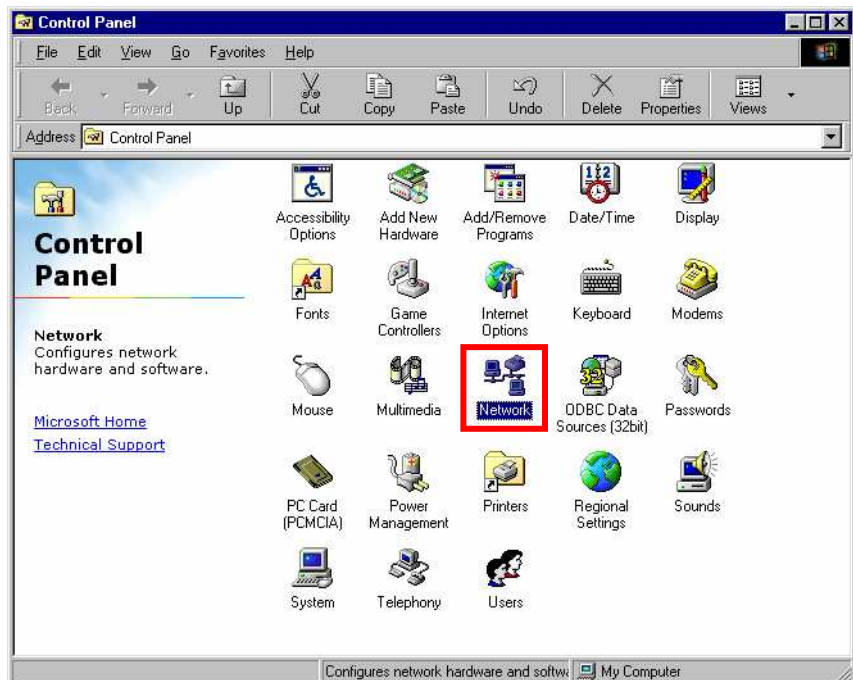 Control Panel
File Edit View Go Favorites Help
Back Forward Up Cut Copy Paste Undo Delete Properties Views
Address Control Panel
Control
Panel
Network
Configures network
hardware and software.
Microsoft Home
Technical Support
Accessibility
Options
Add New
Hardware
Add/Remove
Programs
Date/Time
Display
Fonts
Game
Controllers
Internet
Options
Keyboard
Modems
Mouse
Multimedia
Network
ODBC Data
Sources (32bit)
Passwords
PC Card
(PCMCIA)
Power
Management
Printers
Regional
Settings
Sounds
System
Telephony
Users
Configures network hardware and softwa My Computer